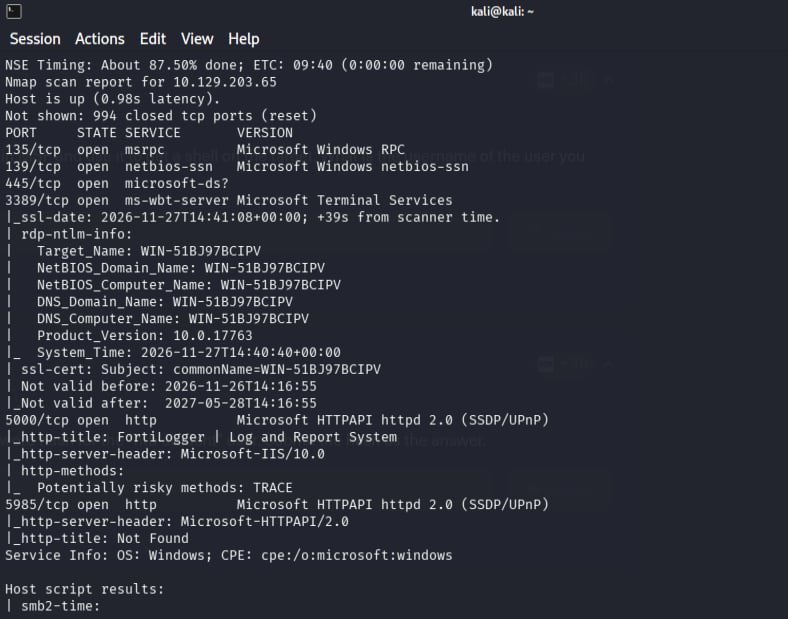 kali@kali: ~
Session Actions Edit View Help
NSE Timing: About 87.50% done; ETC: 09:40 (0:00:00 remaining)
Nmap scan report for 10.129.203.65
Host is up (0.98s latency).
Not shown: 994 closed tcp ports (reset)
PORT     STATE SERVICE       VERSION
135/tcp  open  msrpc         Microsoft Windows RPC
139/tcp  open  netbios-ssn   Microsoft Windows netbios-ssn
445/tcp  open  microsoft-ds?
3389/tcp open  ms-wbt-server Microsoft Terminal Services
|_ssl-date: 2026-11-27T14:41:08+00:00; +39s from scanner time.
| rdp-ntlm-info:
|   Target_Name: WIN-51BJ97BCIPV
|   NetBIOS_Domain_Name: WIN-51BJ97BCIPV
|   NetBIOS_Computer_Name: WIN-51BJ97BCIPV
|   DNS_Domain_Name: WIN-51BJ97BCIPV
|   DNS_Computer_Name: WIN-51BJ97BCIPV
|   Product_Version: 10.0.17763
|_  System_Time: 2026-11-27T14:40:40+00:00
| ssl-cert: Subject: commonName=WIN-51BJ97BCIPV
| Not valid before: 2026-11-26T14:16:55
|_Not valid after:  2027-05-28T14:16:55
5000/tcp open  http          Microsoft HTTPAPI httpd 2.0 (SSDP/UPnP)
|_http-title: FortiLogger | Log and Report System
|_http-server-header: Microsoft-IIS/10.0
| http-methods:
|_  Potentially risky methods: TRACE
5985/tcp open  http          Microsoft HTTPAPI httpd 2.0 (SSDP/UPnP)
|_http-server-header: Microsoft-HTTPAPI/2.0
|_http-title: Not Found
Service Info: OS: Windows; CPE: cpe:/o:microsoft:windows
Host script results:
| smb2-time: